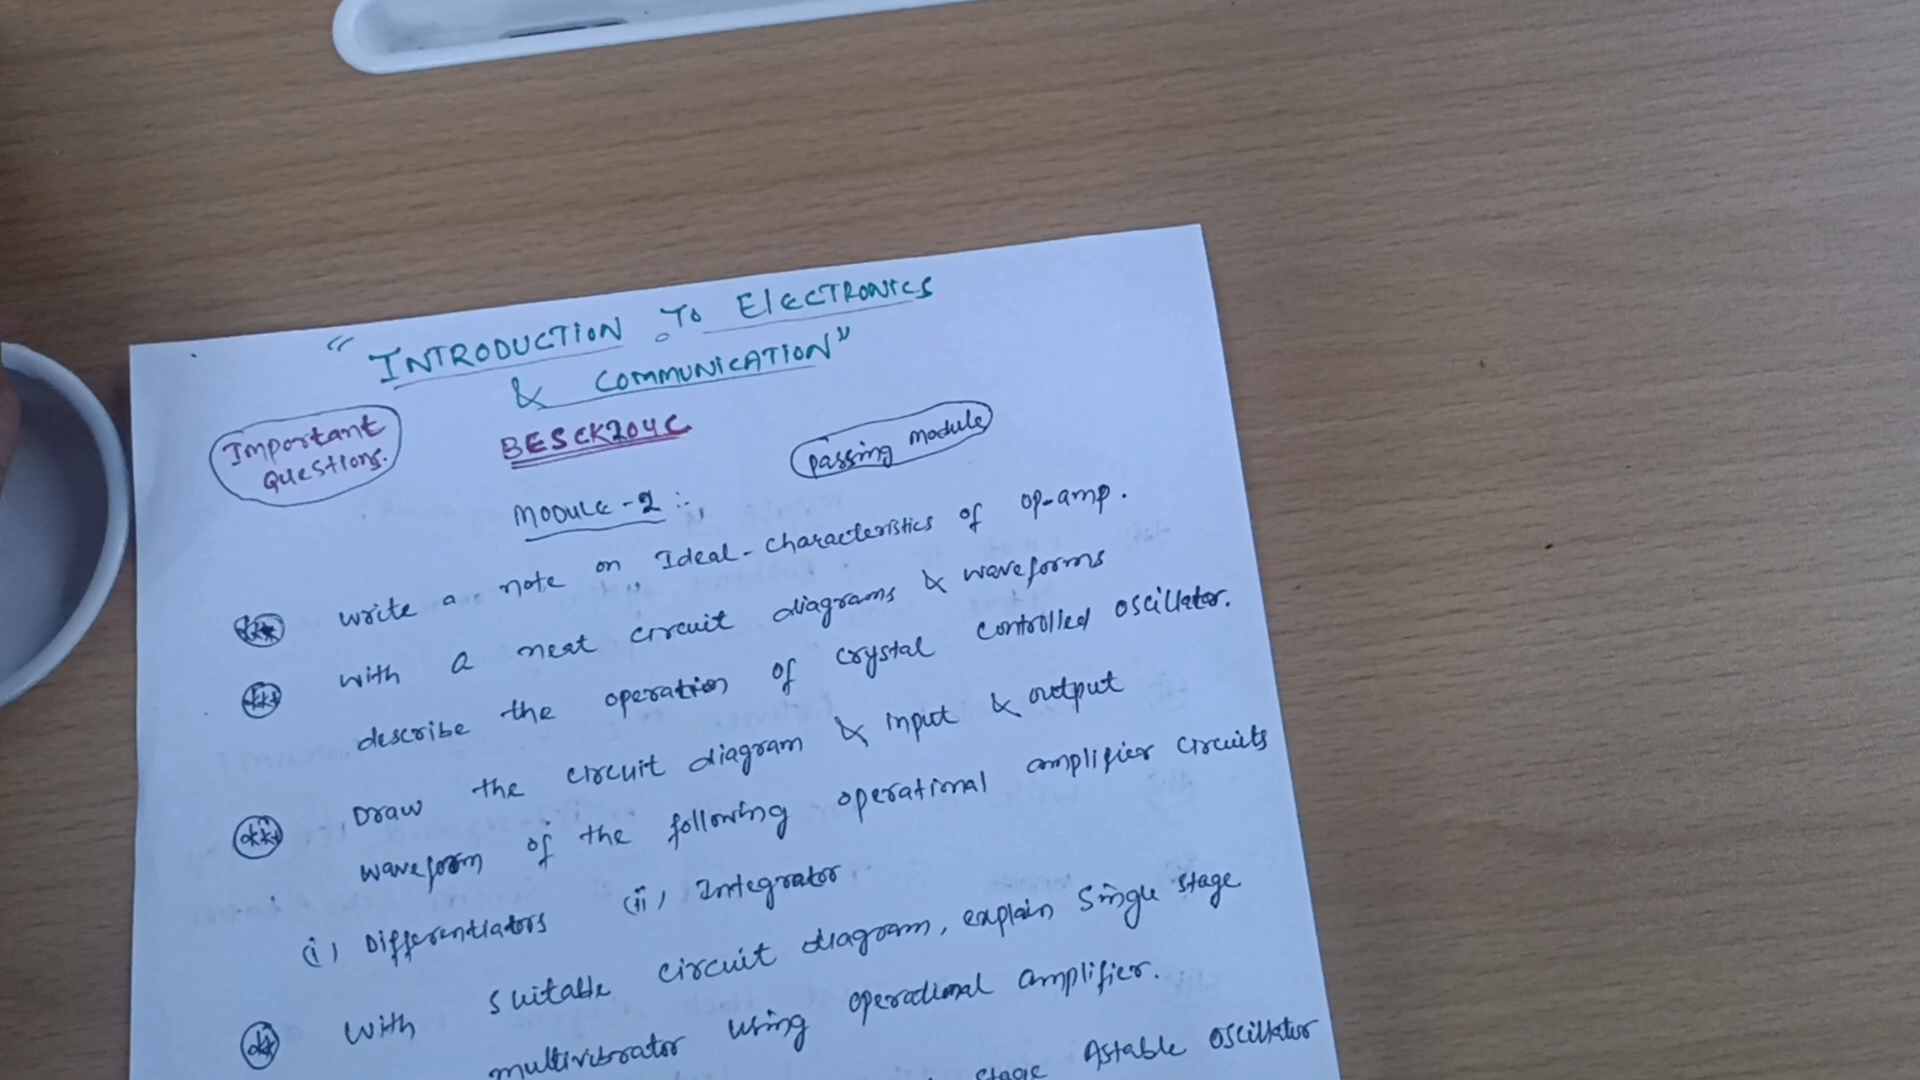 "INTRODUCTION TO ElECTRONICS
& COMMUNICATION"
Important
Questions.
BESCK204C
passing module
MODULE-2 :-
*** write a note on Ideal-characteristics of op-amp.
*** with a neat circuit diagrams & waveforms
describe the operation of crystal controlled oscillator.
*** Draw the circuit diagram & input & output
waveform of the following operational amplifier circuits
(i) Differentiators (ii) Integrator
** With suitable circuit diagram, explain single stage
multivibrator using operational amplifier.
stage Astable oscillator